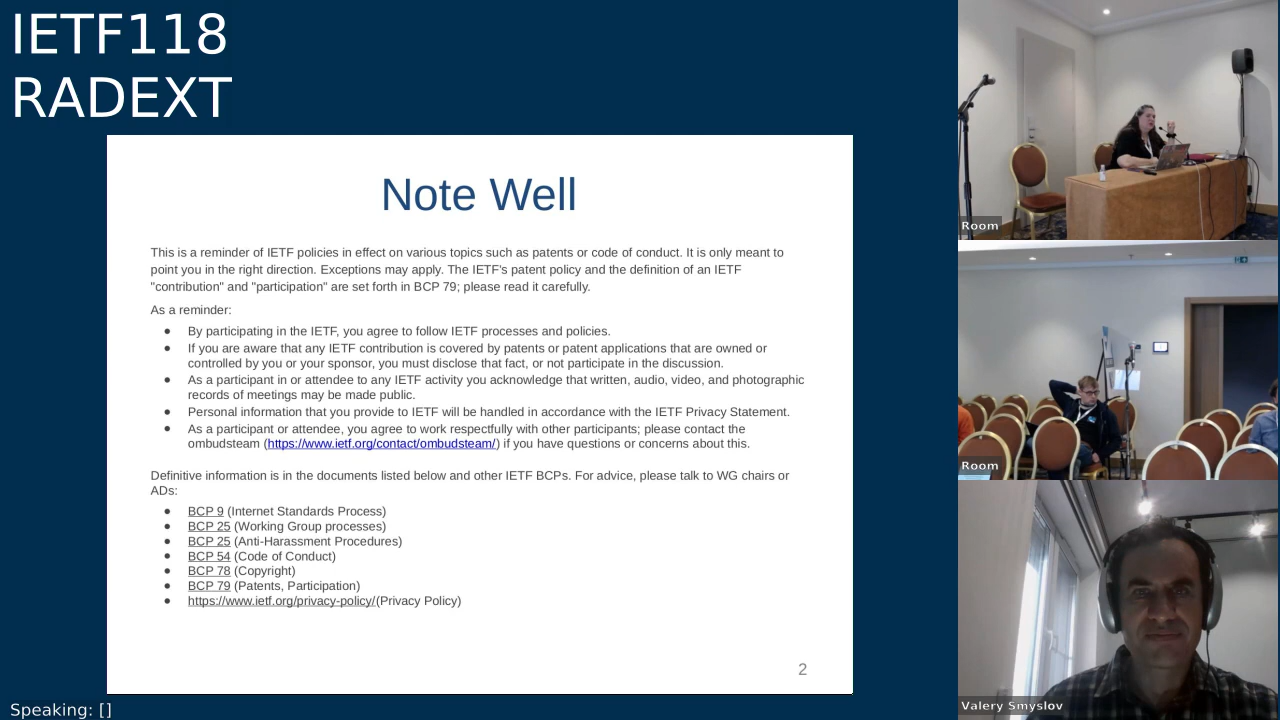 IETF118
RADEXT
Note Well
This is a reminder of IETF policies in effect on various topics such as patents or code of conduct. It is only meant to
point you in the right direction. Exceptions may apply. The IETF's patent policy and the definition of an IETF
"contribution" and "participation" are set forth in BCP 79; please read it carefully.
As a reminder:
● By participating in the IETF, you agree to follow IETF processes and policies.
● If you are aware that any IETF contribution is covered by patents or patent applications that are owned or
controlled by you or your sponsor, you must disclose that fact, or not participate in the discussion.
● As a participant in or attendee to any IETF activity you acknowledge that written, audio, video, and photographic
records of meetings may be made public.
● Personal information that you provide to IETF will be handled in accordance with the IETF Privacy Statement.
● As a participant or attendee, you agree to work respectfully with other participants; please contact the
ombudsteam (https://www.ietf.org/contact/ombudsteam/) if you have questions or concerns about this.
Definitive information is in the documents listed below and other IETF BCPs. For advice, please talk to WG chairs or
ADs:
● BCP 9 (Internet Standards Process)
● BCP 25 (Working Group processes)
● BCP 25 (Anti-Harassment Procedures)
● BCP 54 (Code of Conduct)
● BCP 78 (Copyright)
● BCP 79 (Patents, Participation)
● https://www.ietf.org/privacy-policy/(Privacy Policy)
2
Speaking: []
Room
Room
Valery Smyslov